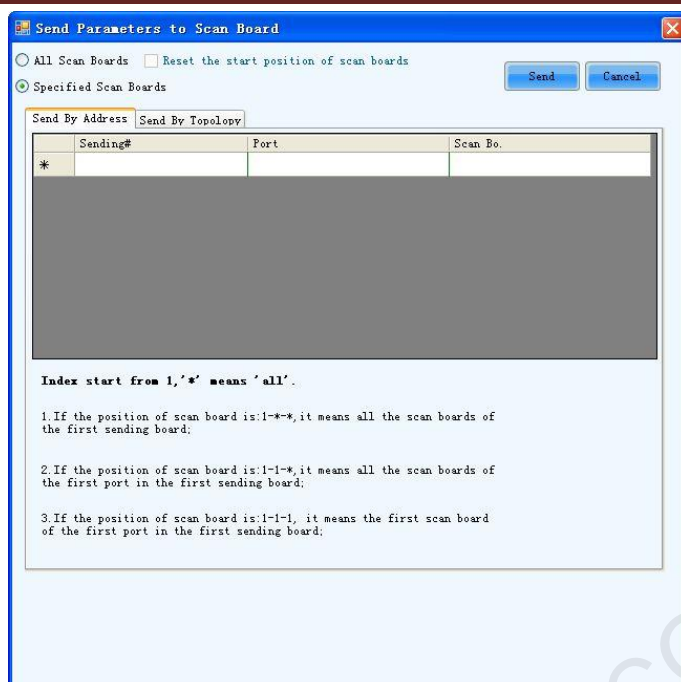 Send Parameters to Scan Board
All Scan Boards Reset the start position of scan boards
Specified Scan Boards
Send Cancel
Send By Address Send By Topolopy
Sending# Port Scan Bo.
*
Index start from 1,'*' means 'all'.
1.If the position of scan board is:1-*-*,it means all the scan boards of
the first sending board;
2.If the position of scan board is:1-1-*,it means all the scan boards of
the first port in the first sending board;
3.If the position of scan board is:1-1-1, it means the first scan board
of the first port in the first sending board;